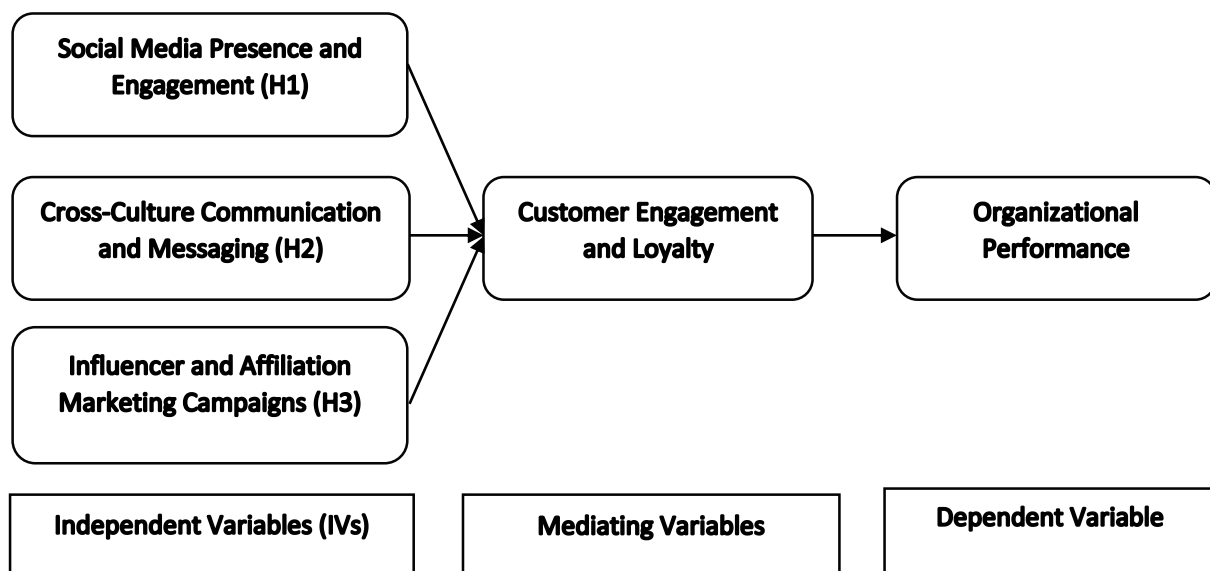 Social Media Presence and
Engagement (H1)
Cross-Culture Communication
and Messaging (H2)
Customer Engagement
and Loyalty
Organizational
Performance
Influencer and Affiliation
Marketing Campaigns (H3)
Independent Variables (IVs)
Mediating Variables
Dependent Variable